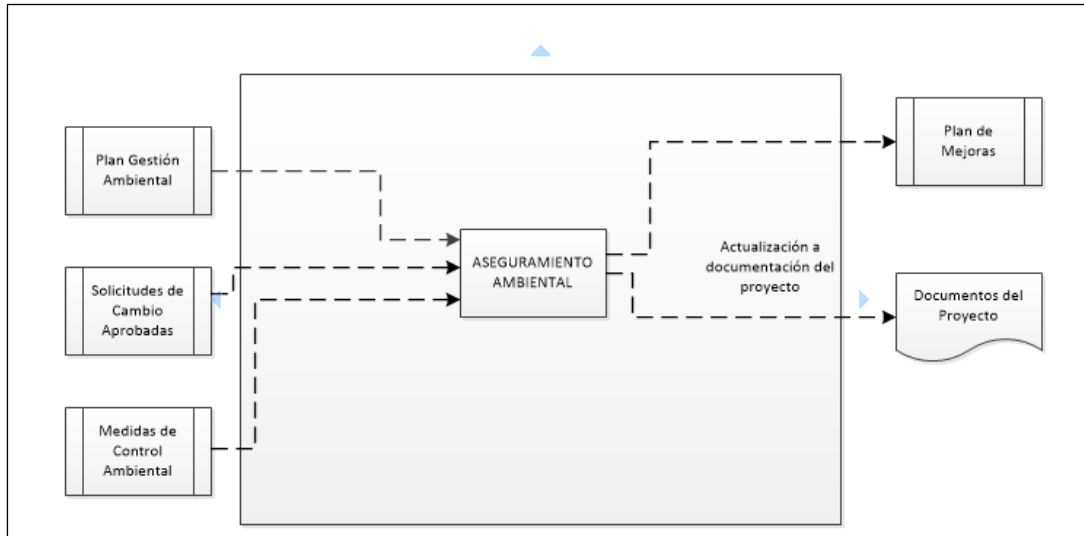 Plan Gestión
Ambiental
Solicitudes de
Cambio
Aprobadas
Medidas de
Control
Ambiental
ASEGURAMIENTO
AMBIENTAL
Actualización a
documentación del
proyecto
Plan de
Mejoras
Documentos del
Proyecto